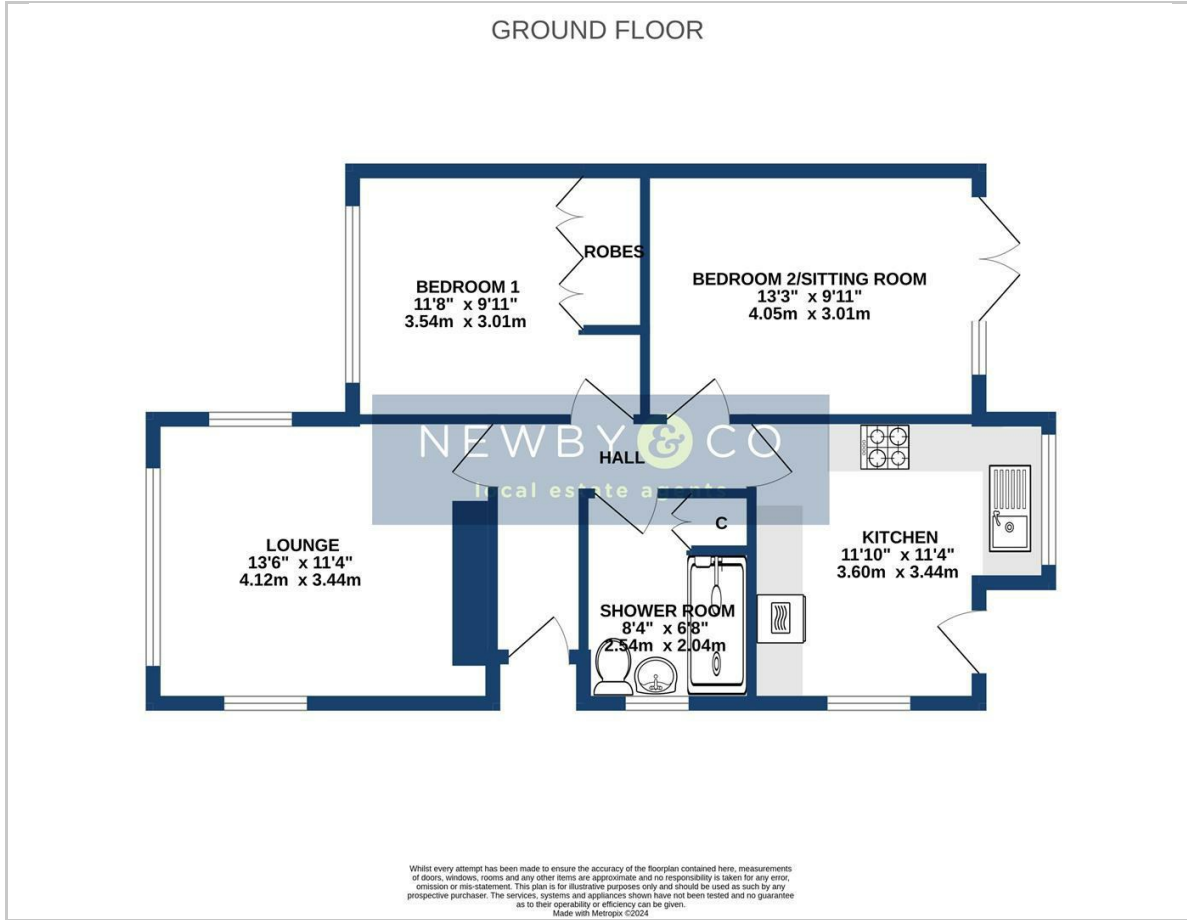 GROUND FLOOR
ROBES
BEDROOM 1
11'8" x 9'11"
3.54m x 3.01m
BEDROOM 2/SITTING ROOM
13'3" x 9'11"
4.05m x 3.01m
NEWBY & CO
local estate agents
HALL
C
LOUNGE
13'6" x 11'4"
4.12m x 3.44m
KITCHEN
11'10" x 11'4"
3.60m x 3.44m
SHOWER ROOM
8'4" x 6'8"
2.54m x 2.04m
Whilst every attempt has been made to ensure the accuracy of the floorplan contained here, measurements
of doors, windows, rooms and any other items are approximate and no responsibility is taken for any error,
omission or mis-statement. This plan is for illustrative purposes only and should be used as such by any
prospective purchaser. The services, systems and appliances shown have not been tested and no guarantee
as to their operability or efficiency can be given.
Made with Metropix ©2024